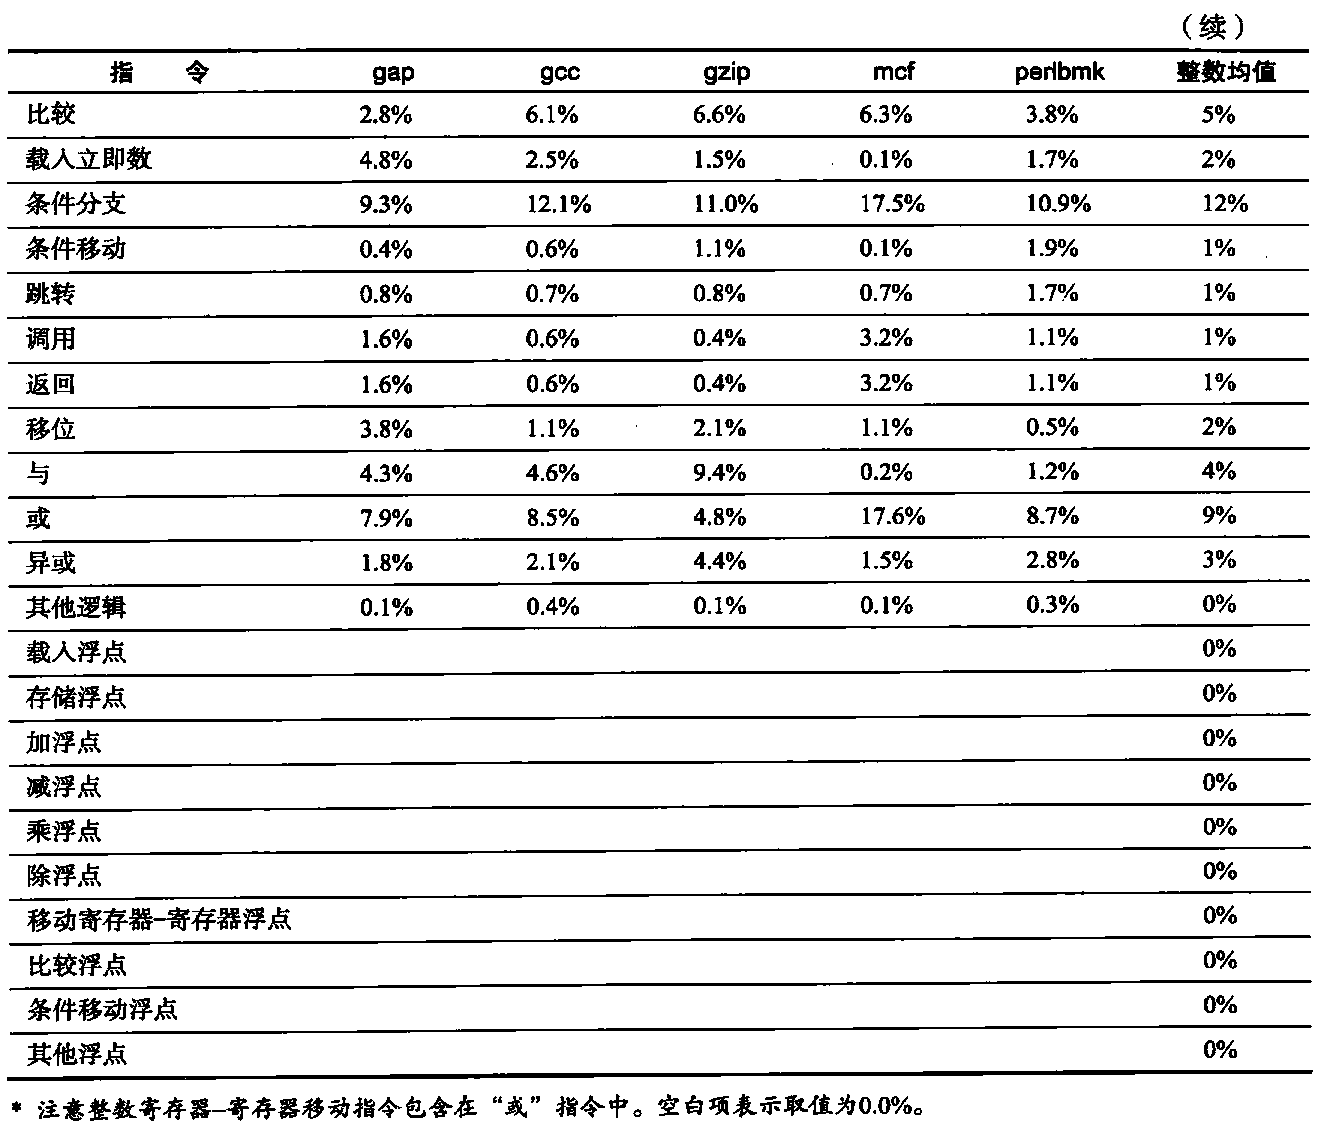 （续）
指 令 gap gcc gzip mcf perlbmk 整数均值
比较 2.8% 6.1% 6.6% 6.3% 3.8% 5%
载入立即数 4.8% 2.5% 1.5% 0.1% 1.7% 2%
条件分支 9.3% 12.1% 11.0% 17.5% 10.9% 12%
条件移动 0.4% 0.6% 1.1% 0.1% 1.9% 1%
跳转 0.8% 0.7% 0.8% 0.7% 1.7% 1%
调用 1.6% 0.6% 0.4% 3.2% 1.1% 1%
返回 1.6% 0.6% 0.4% 3.2% 1.1% 1%
移位 3.8% 1.1% 2.1% 1.1% 0.5% 2%
与 4.3% 4.6% 9.4% 0.2% 1.2% 4%
或 7.9% 8.5% 4.8% 17.6% 8.7% 9%
异或 1.8% 2.1% 4.4% 1.5% 2.8% 3%
其他逻辑 0.1% 0.4% 0.1% 0.1% 0.3% 0%
载入浮点 0%
存储浮点 0%
加浮点 0%
减浮点 0%
乘浮点 0%
除浮点 0%
移动寄存器–寄存器浮点 0%
比较浮点 0%
条件移动浮点 0%
其他浮点 0%
* 注意整数寄存器–寄存器移动指令包含在“或”指令中。空白项表示取值为0.0%。